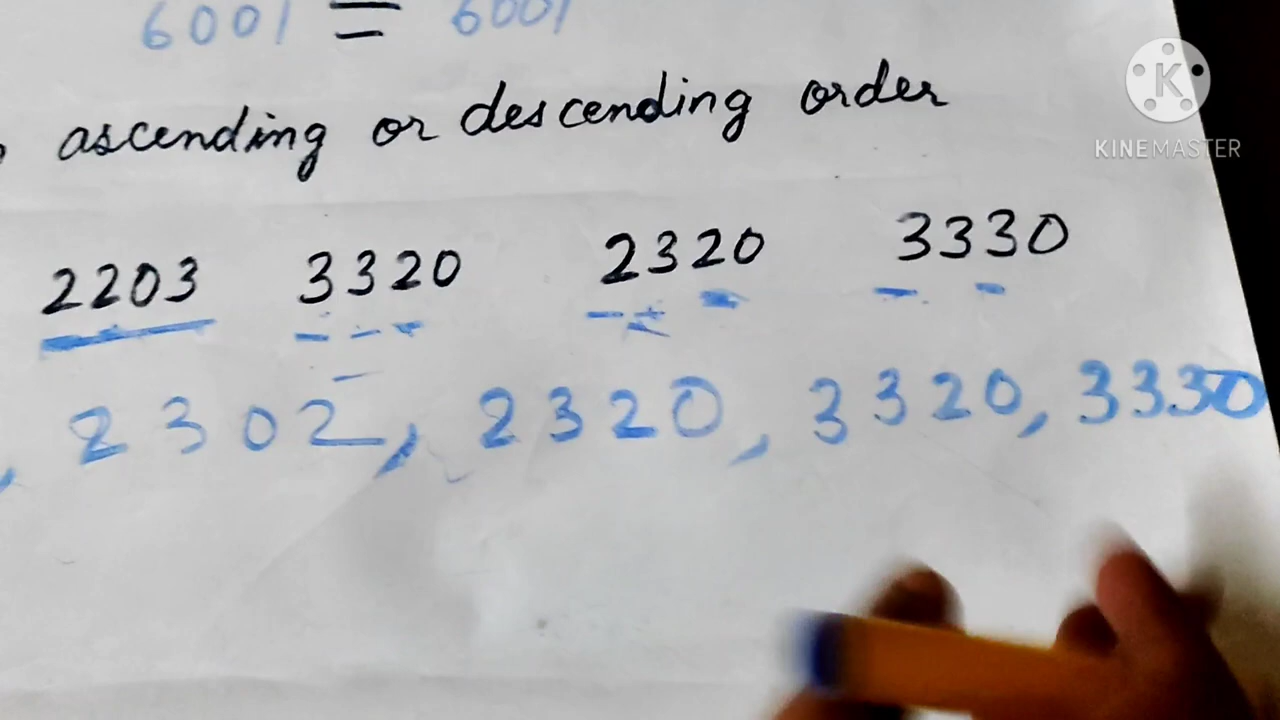 6001 = 6001
ascending or descending order
2203 3320 2320 3330
2302, 2320, 3320, 3330
KINEMASTER